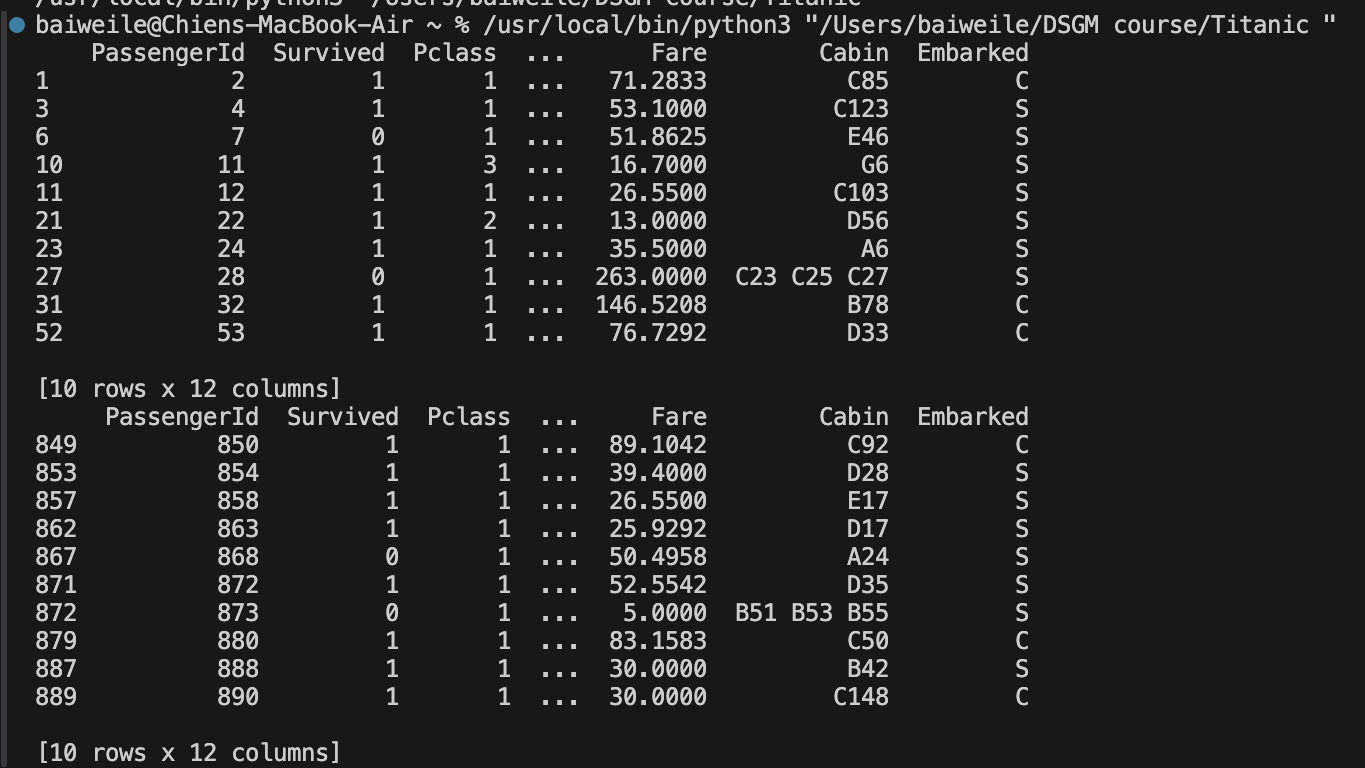 /usr/local/bin/python3 "/Users/baiweile/DSGM course/Titanic "
baiweile@Chiens-MacBook-Air ~ % /usr/local/bin/python3 "/Users/baiweile/DSGM course/Titanic "
PassengerId Survived Pclass ... Fare Cabin Embarked
1 2 1 1 ... 71.2833 C85 C
3 4 1 1 ... 53.1000 C123 S
6 7 0 1 ... 51.8625 E46 S
10 11 1 3 ... 16.7000 G6 S
11 12 1 1 ... 26.5500 C103 S
21 22 1 2 ... 13.0000 D56 S
23 24 1 1 ... 35.5000 A6 S
27 28 0 1 ... 263.0000 C23 C25 C27 S
31 32 1 1 ... 146.5208 B78 C
52 53 1 1 ... 76.7292 D33 C
[10 rows x 12 columns]
PassengerId Survived Pclass ... Fare Cabin Embarked
849 850 1 1 ... 89.1042 C92 C
853 854 1 1 ... 39.4000 D28 S
857 858 1 1 ... 26.5500 E17 S
862 863 1 1 ... 25.9292 D17 S
867 868 0 1 ... 50.4958 A24 S
871 872 1 1 ... 52.5542 D35 S
872 873 0 1 ... 5.0000 B51 B53 B55 S
879 880 1 1 ... 83.1583 C50 C
887 888 1 1 ... 30.0000 B42 S
889 890 1 1 ... 30.0000 C148 C
[10 rows x 12 columns]